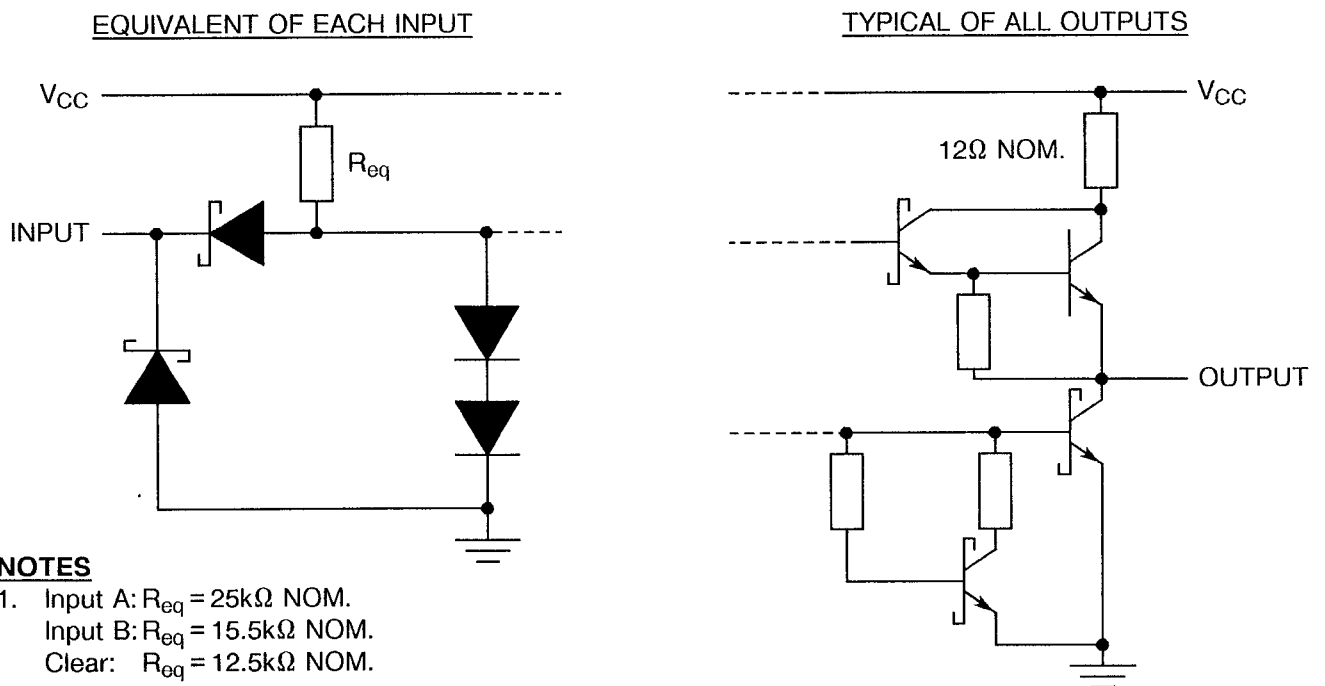 EQUIVALENT OF EACH INPUT
VCC
Req
INPUT
TYPICAL OF ALL OUTPUTS
VCC
12Ω NOM.
OUTPUT
NOTES
1. Input A: Req = 25kΩ NOM.
Input B: Req = 15.5kΩ NOM.
Clear: Req = 12.5kΩ NOM.